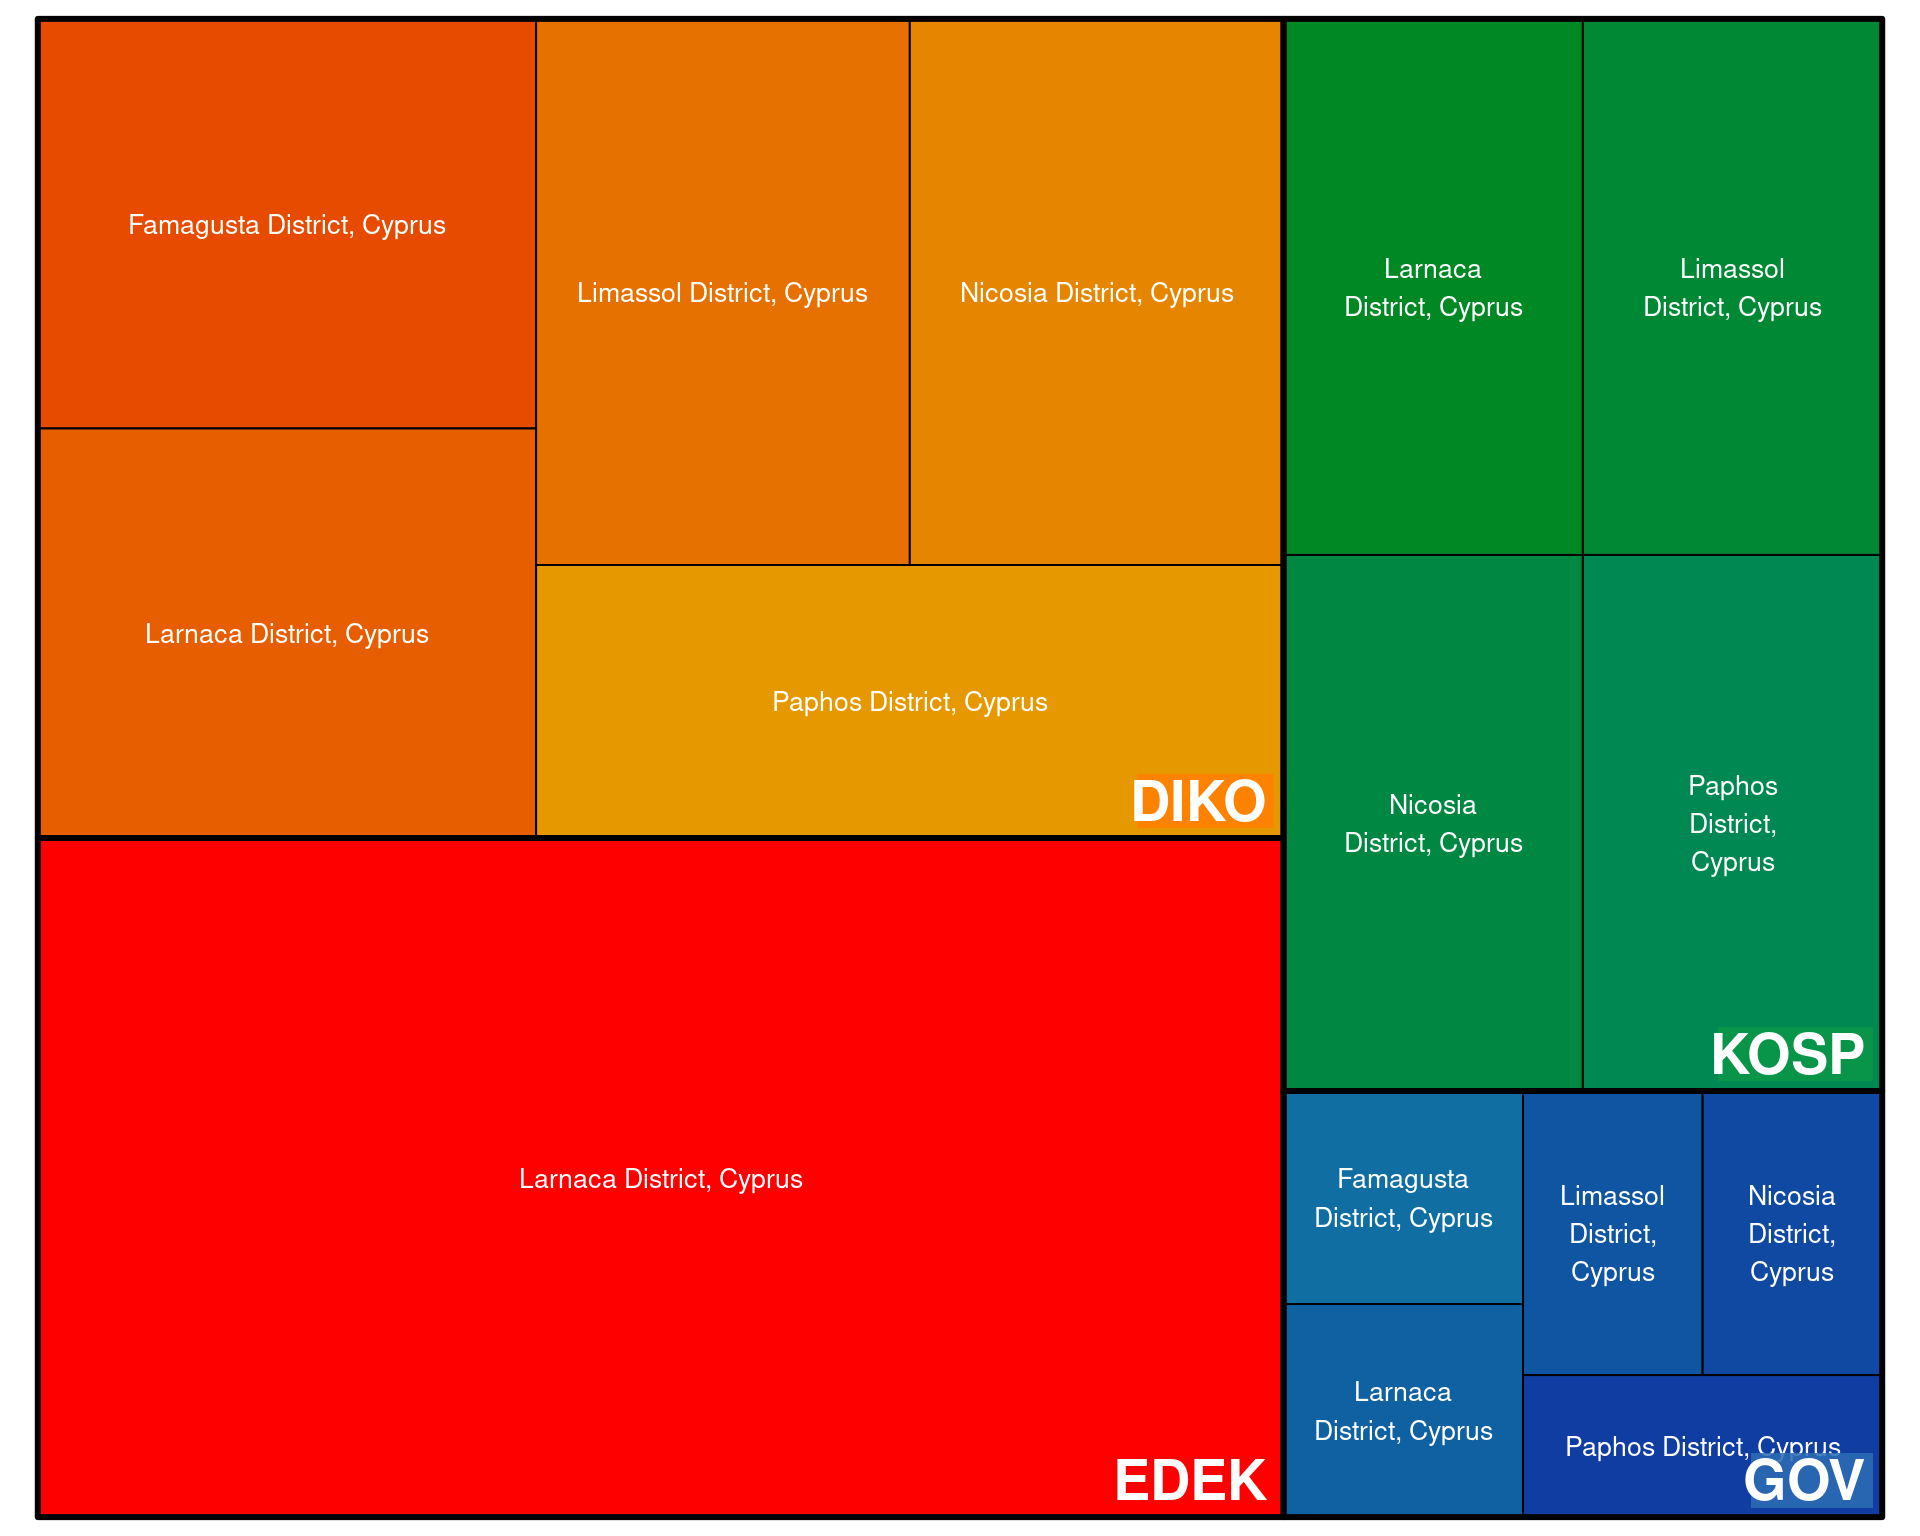 Famagusta District, Cyprus
Larnaca District, Cyprus
Limassol District, Cyprus
Nicosia District, Cyprus
Paphos District, Cyprus
DIKO
Larnaca District, Cyprus
EDEK
Larnaca
District, Cyprus
Limassol
District, Cyprus
Nicosia
District, Cyprus
Paphos
District,
Cyprus
KOSP
Famagusta
District, Cyprus
Larnaca
District, Cyprus
Limassol
District,
Cyprus
Nicosia
District,
Cyprus
Paphos District, Cyprus
GOV